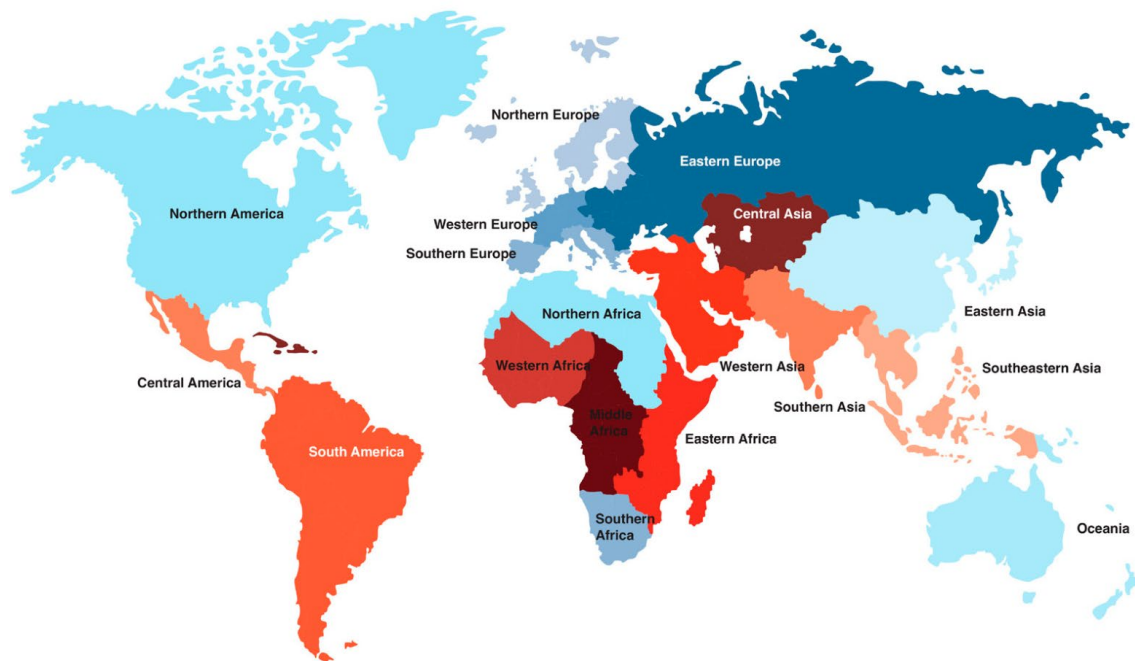 Northern Europe
Eastern Europe
Northern America
Central Asia
Western Europe
Southern Europe
Northern Africa
Eastern Asia
Western Africa
Western Asia
Southeastern Asia
Central America
Southern Asia
Middle
Africa
Eastern Africa
South America
Southern
Africa
Oceania